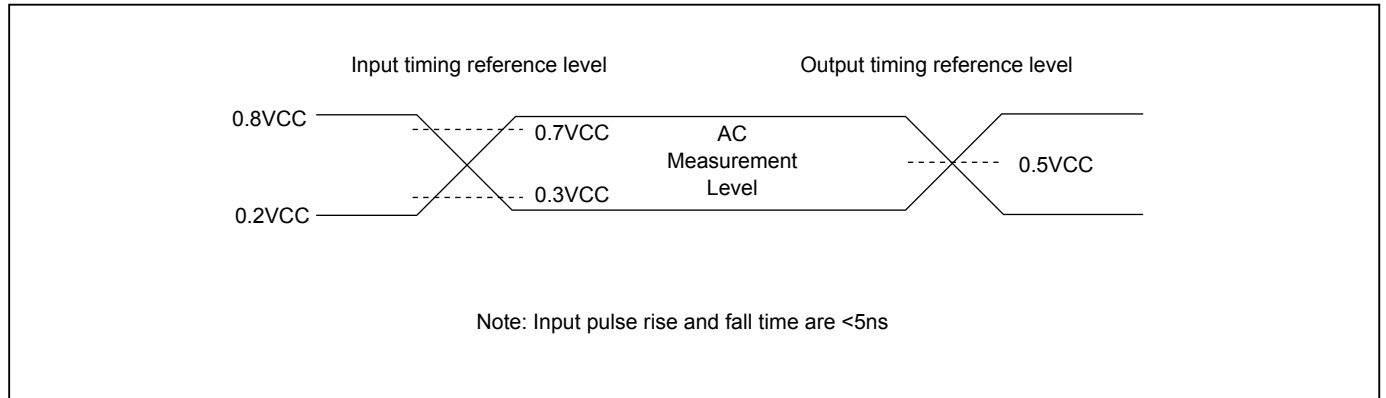 Input timing reference level
Output timing reference level
0.8VCC
0.7VCC
AC
Measurement
Level
0.5VCC
0.3VCC
0.2VCC
Note: Input pulse rise and fall time are <5ns